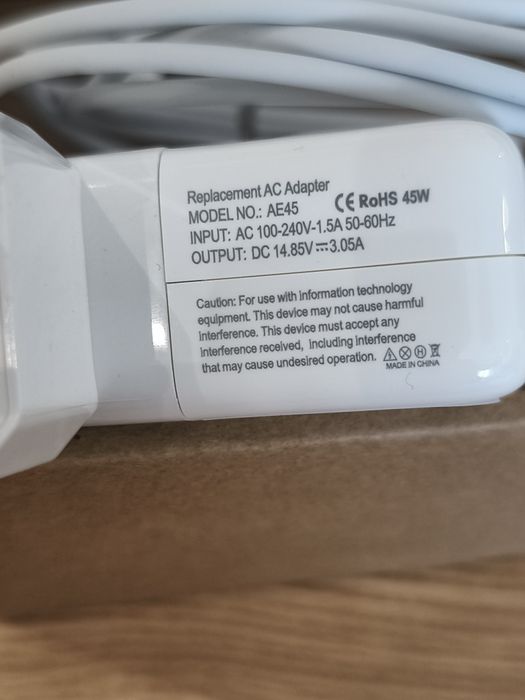 Replacement AC Adapter
MODEL NO.: AE45 CE RoHS 45W
INPUT: AC 100-240V-1.5A 50-60Hz
OUTPUT: DC 14.85V⎓3.05A
Caution: For use with information technology
equipment. This device may not cause harmful
Interference. This device must accept any
Interference received, Including interference
that may cause undesired operation.
MADE IN CHINA